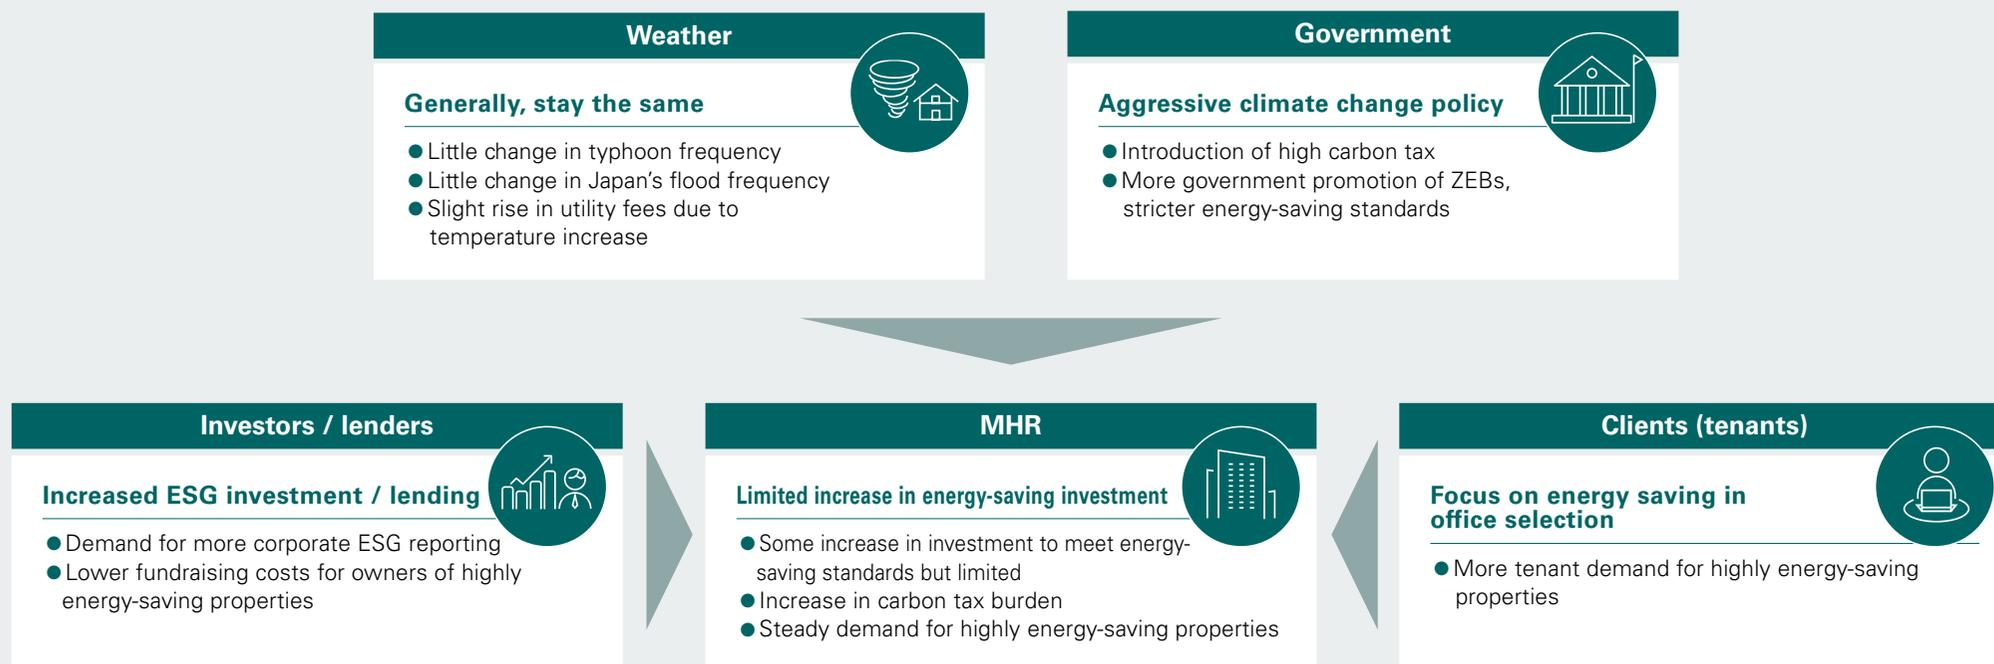 Weather
Generally, stay the same
● Little change in typhoon frequency
● Little change in Japan’s flood frequency
● Slight rise in utility fees due to
temperature increase
Government
Aggressive climate change policy
● Introduction of high carbon tax
● More government promotion of ZEBs,
stricter energy-saving standards
Investors / lenders
Increased ESG investment / lending
● Demand for more corporate ESG reporting
● Lower fundraising costs for owners of highly
energy-saving properties
MHR
Limited increase in energy-saving investment
● Some increase in investment to meet energy-
saving standards but limited
● Increase in carbon tax burden
● Steady demand for highly energy-saving properties
Clients (tenants)
Focus on energy saving in
office selection
● More tenant demand for highly energy-saving
properties